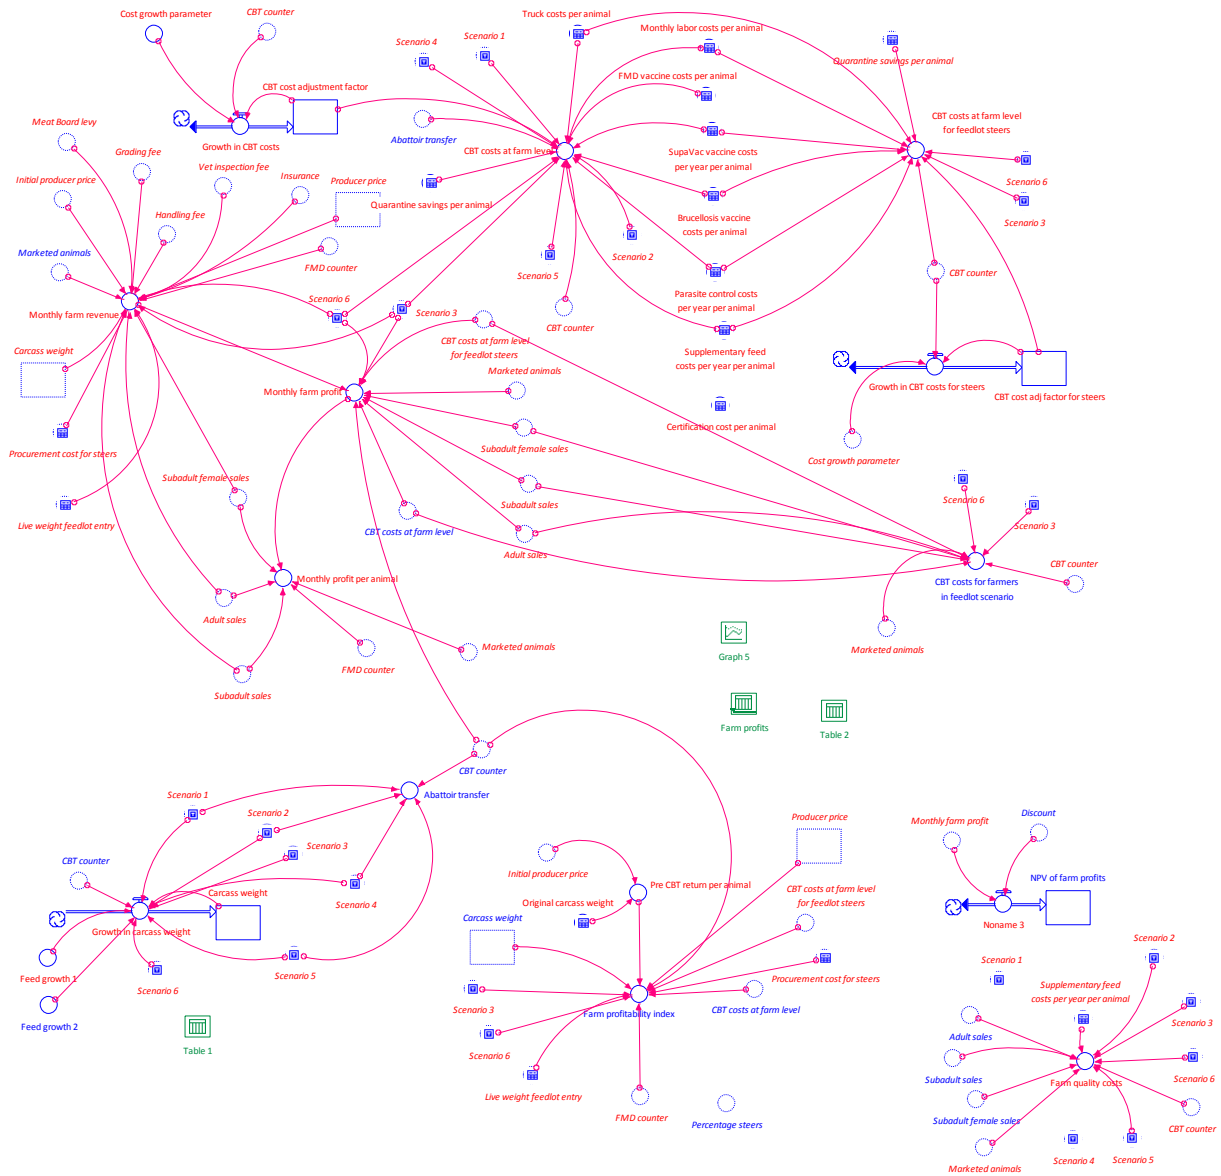 Cost growth parameter
CBT counter
Truck costs per animal
Scenario 4
Scenario 1
Monthly labor costs per animal
Quarantine savings per animal
CBT cost adjustment factor
FMD vaccine costs per animal
Meat Board levy
Growth in CBT costs
Abattoir transfer
CBT costs at farm level
SupaVac vaccine costs
per year per animal
CBT costs at farm level
for feedlot steers
Grading fee
Vet inspection fee
Insurance
Producer price
Initial producer price
Handling fee
Quarantine savings per animal
Brucellosis vaccine
costs per animal
Scenario 6
Scenario 3
Marketed animals
FMD counter
Scenario 5
Scenario 2
CBT counter
CBT counter
Parasite control costs
per year per animal
Monthly farm revenue
Scenario 6
Scenario 3
CBT costs at farm level
for feedlot steers
Supplementary feed
costs per year per animal
Carcass weight
Marketed animals
Monthly farm profit
Growth in CBT costs for steers
CBT cost adj factor for steers
Certification cost per animal
Procurement cost for steers
Subadult female sales
Cost growth parameter
Subadult female sales
Subadult sales
Scenario 6
Live weight feedlot entry
CBT costs at farm level
Scenario 3
Adult sales
Monthly profit per animal
CBT costs for farmers
in feedlot scenario
CBT counter
Adult sales
Marketed animals
FMD counter
Marketed animals
Subadult sales
Graph 5
Farm profits
Table 2
CBT counter
Abattoir transfer
Scenario 1
Scenario 2
Scenario 3
CBT counter
Carcass weight
Scenario 4
Growth in carcass weight
Scenario 5
Feed growth 1
Scenario 6
Feed growth 2
Table 1
Producer price
Initial producer price
Pre CBT return per animal
CBT costs at farm level
for feedlot steers
Original carcass weight
Carcass weight
Procurement cost for steers
Scenario 3
Farm profitability index
CBT costs at farm level
Scenario 6
Live weight feedlot entry
FMD counter
Percentage steers
Monthly farm profit
Discount
NPV of farm profits
Noname 3
Scenario 2
Scenario 1
Supplementary feed
costs per year per animal
Scenario 3
Adult sales
Subadult sales
Farm quality costs
Scenario 6
Subadult female sales
CBT counter
Marketed animals
Scenario 4
Scenario 5